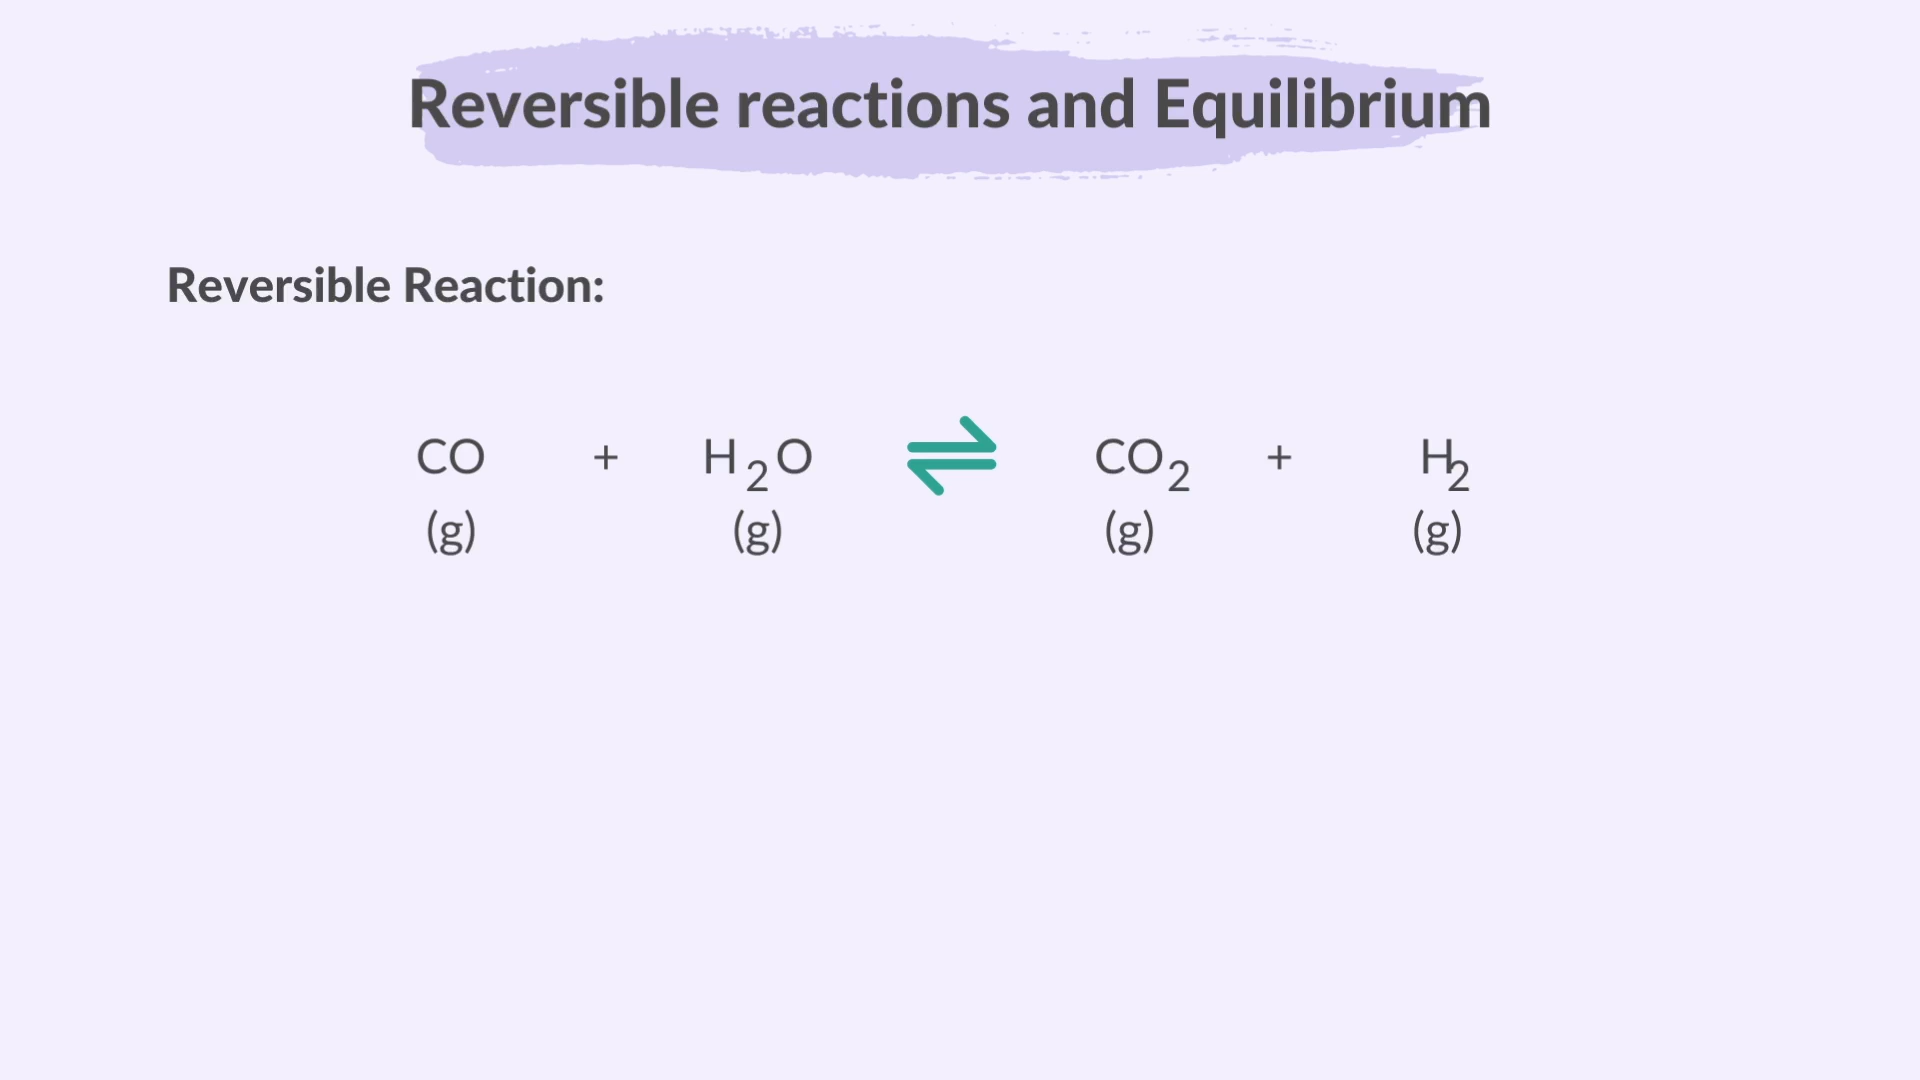 Reversible reactions and Equilibrium
Reversible Reaction:
CO + H₂O ⇌ CO₂ + H₂
(g) (g) (g) (g)